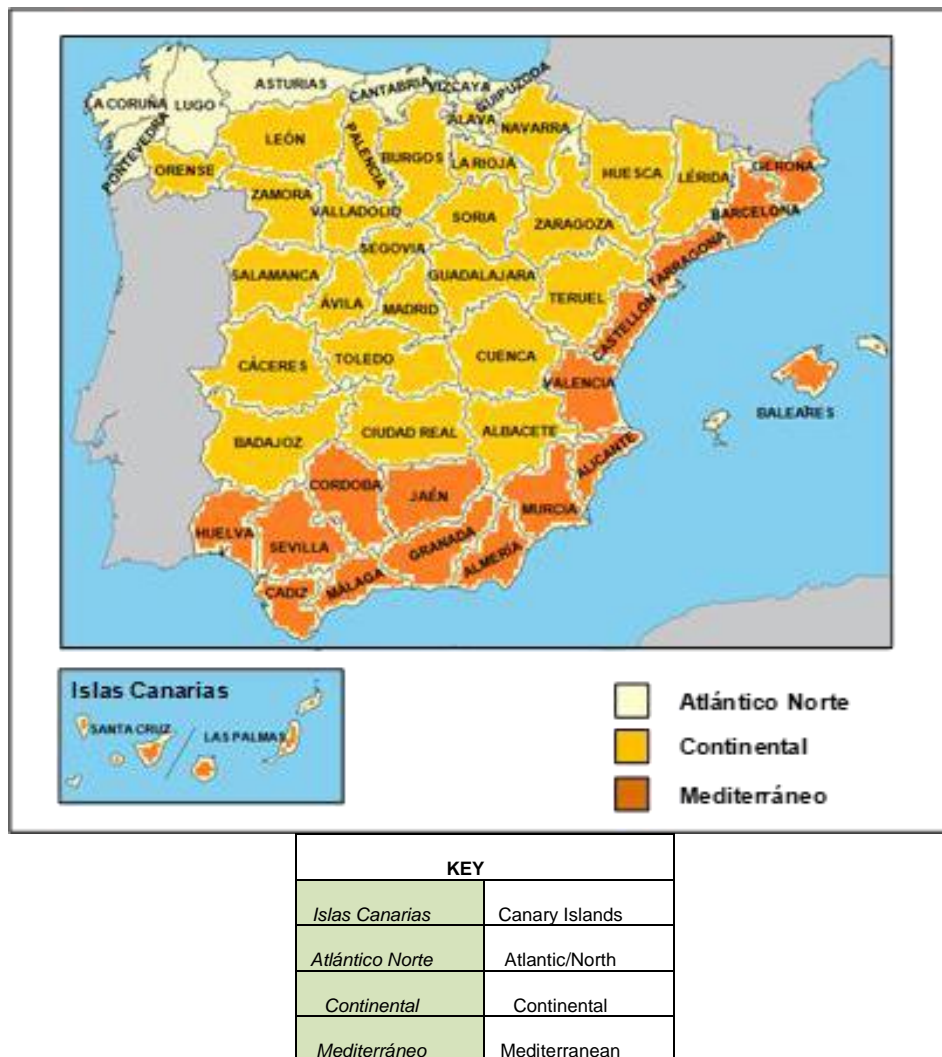 ASTURIAS
CANTABRIA
VIZCAYA
GUIPUZCOA
LA CORUÑA
LUGO
ALAVA
NAVARRA
PONTEVEDRA
LEÓN
PALENCIA
BURGOS
LA RIOJA
ORENSE
HUESCA
LÉRIDA
GERONA
ZAMORA
VALLADOLID
SORIA
ZARAGOZA
BARCELONA
SEGOVIA
TARRAGONA
SALAMANCA
GUADALAJARA
ÁVILA
MADRID
TERUEL
CASTELLÓN
CÁCERES
TOLEDO
CUENCA
VALENCIA
BALEARES
BADAJOZ
CIUDAD REAL
ALBACETE
ALICANTE
CORDOBA
JAÉN
MURCIA
HUELVA
SEVILLA
GRANADA
ALMERÍA
CADIZ
MÁLAGA
Islas Canarias
SANTA CRUZ
LAS PALMAS
Atlántico Norte
Continental
Mediterráneo
KEY
Islas Canarias Canary Islands
Atlántico Norte Atlantic/North
Continental Continental
Mediterráneo Mediterranean